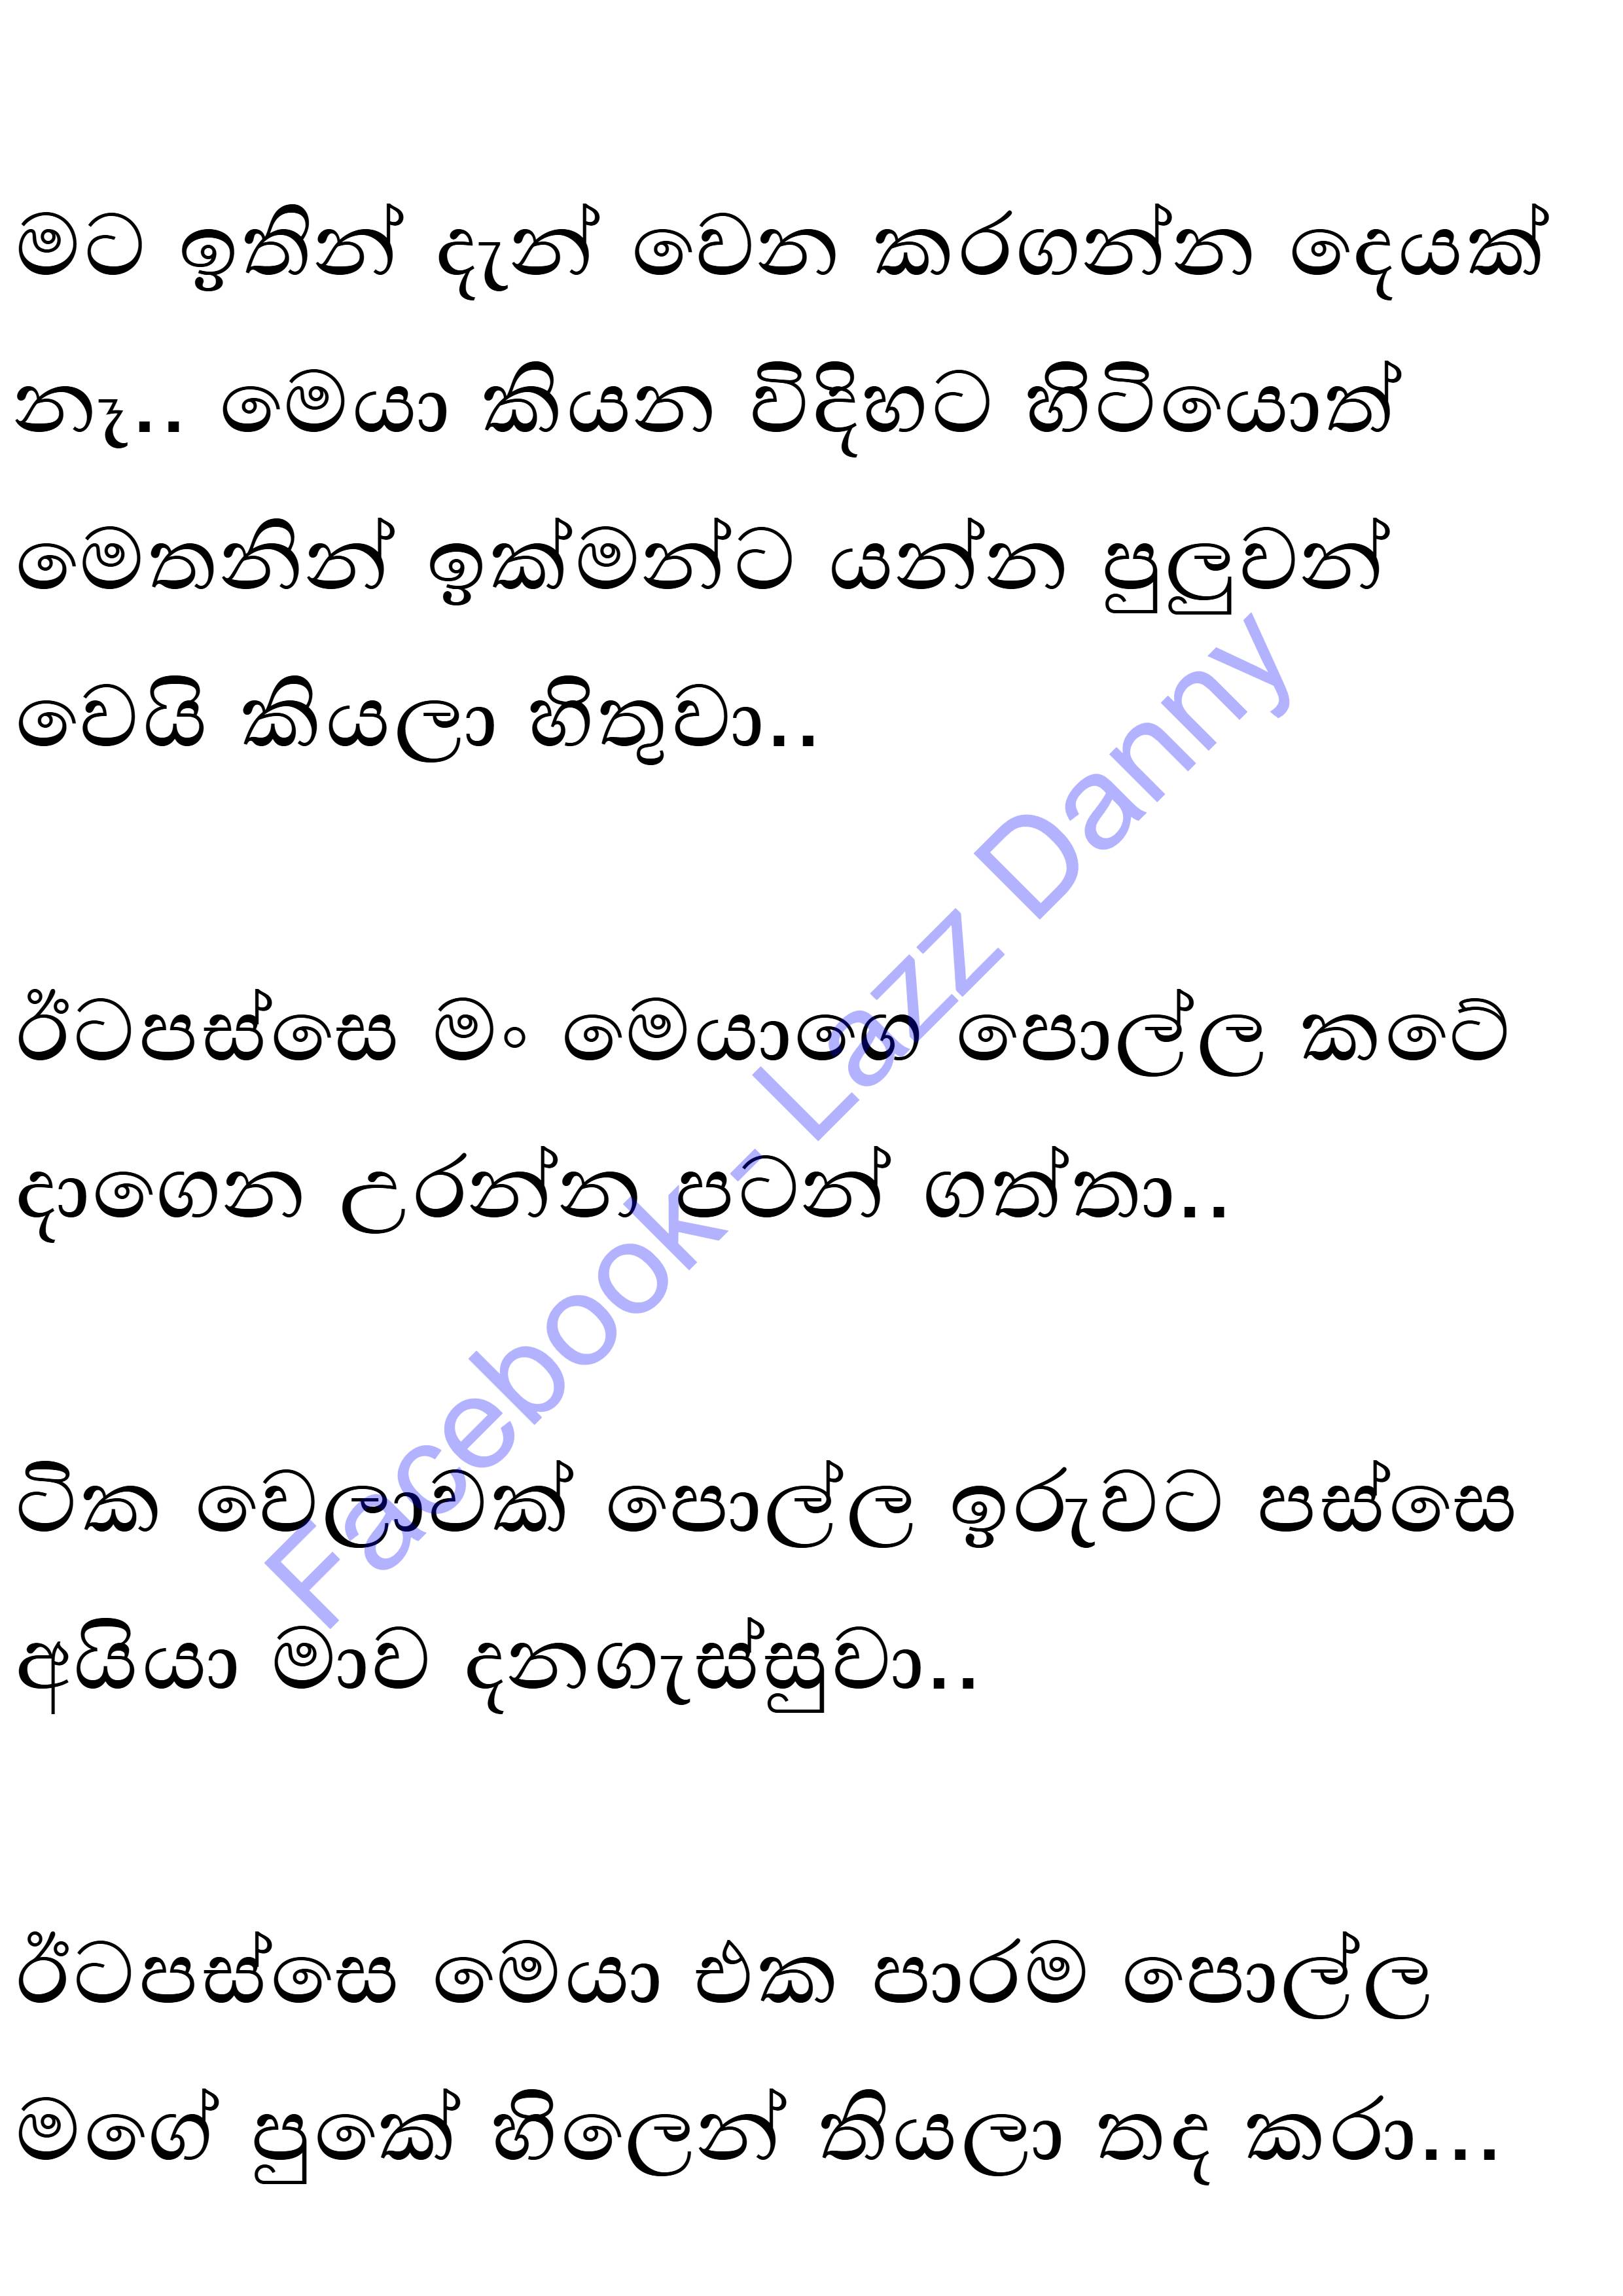 මට ඉතින් දැන් වෙන කරගන්න දෙයක්
නෑ.. මෙයා කියන විදිහට හිටියොත්
මෙතනින් ඉක්මන්ට යන්න පුලුවන්
වෙයි කියලා හිතුවා..
ඊටපස්සෙ මං මෙයාගෙ පොල්ල කටේ
දාගෙන උරන්න පටන් ගත්තා..
ටික වෙලාවක් පොල්ල ඉරුවට පස්සෙ
අයියා මාව දනගැස්සුවා..
ඊටපස්සෙ මෙයා එක පාරම පොල්ල
මගේ පුකේ හිලෙන් තියලා තද කරා...
Facebook - Lazz Danny